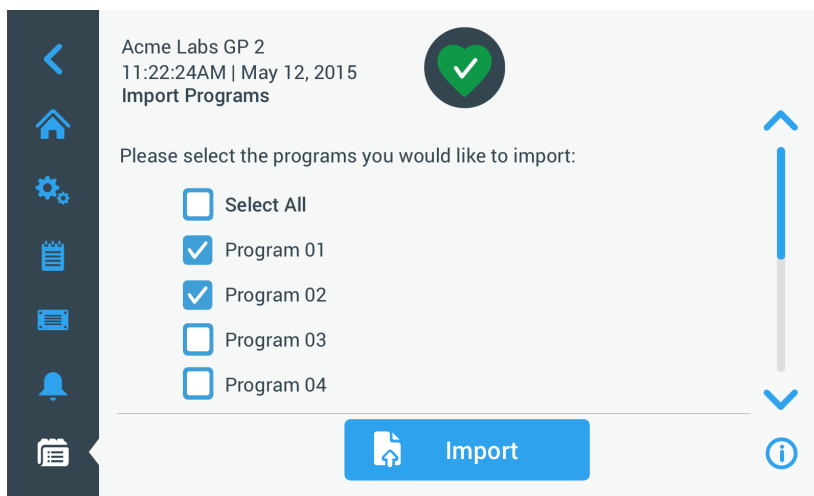 Acme Labs GP 2
11:22:24AM | May 12, 2015
Import Programs
Please select the programs you would like to import:
Select All
Program 01
Program 02
Program 03
Program 04
Import